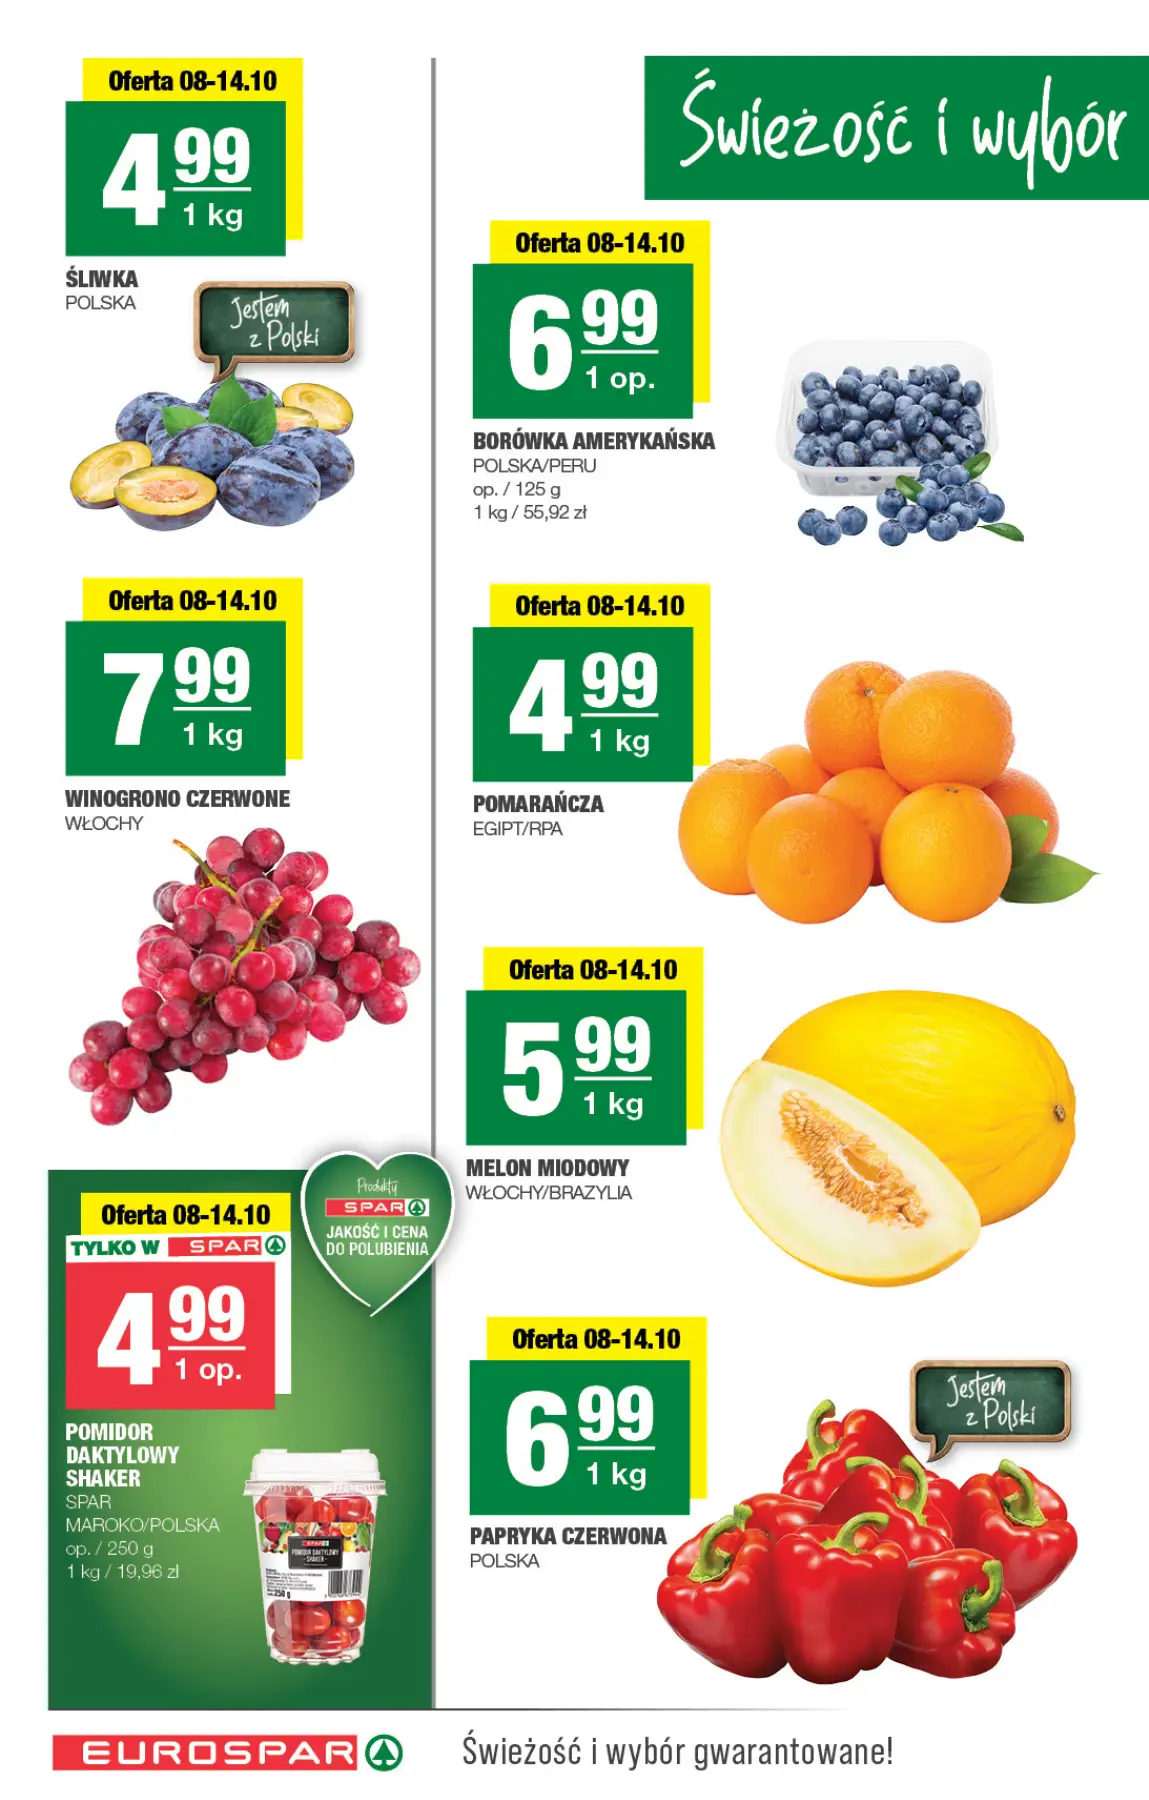 Świeżość i wybór
Oferta 08-14.10
4 99
1 kg
ŚLIWKA
POLSKA
Jestem
z Polski
Oferta 08-14.10
7 99
1 kg
WINOGRONO CZERWONE
WŁOCHY
Oferta 08-14.10
TYLKO W SPAR
4 99
1 op.
Produkty
SPAR
JAKOŚĆ I CENA
DO POLUBIENIA
POMIDOR
DAKTYLOWY
SHAKER
SPAR
MAROKO/POLSKA
op. / 250 g
1 kg / 19,96 zł
SPAR
POMIDOR DAKTYLOWY
- SHAKER -
250 g
Oferta 08-14.10
6 99
1 op.
BORÓWKA AMERYKAŃSKA
POLSKA/PERU
op. / 125 g
1 kg / 55,92 zł
Oferta 08-14.10
4 99
1 kg
POMARAŃCZA
EGIPT/RPA
Oferta 08-14.10
5 99
1 kg
MELON MIODOWY
WŁOCHY/BRAZYLIA
Oferta 08-14.10
6 99
1 kg
PAPRYKA CZERWONA
POLSKA
Jestem
z Polski
EUROSPAR
Świeżość i wybór gwarantowane!